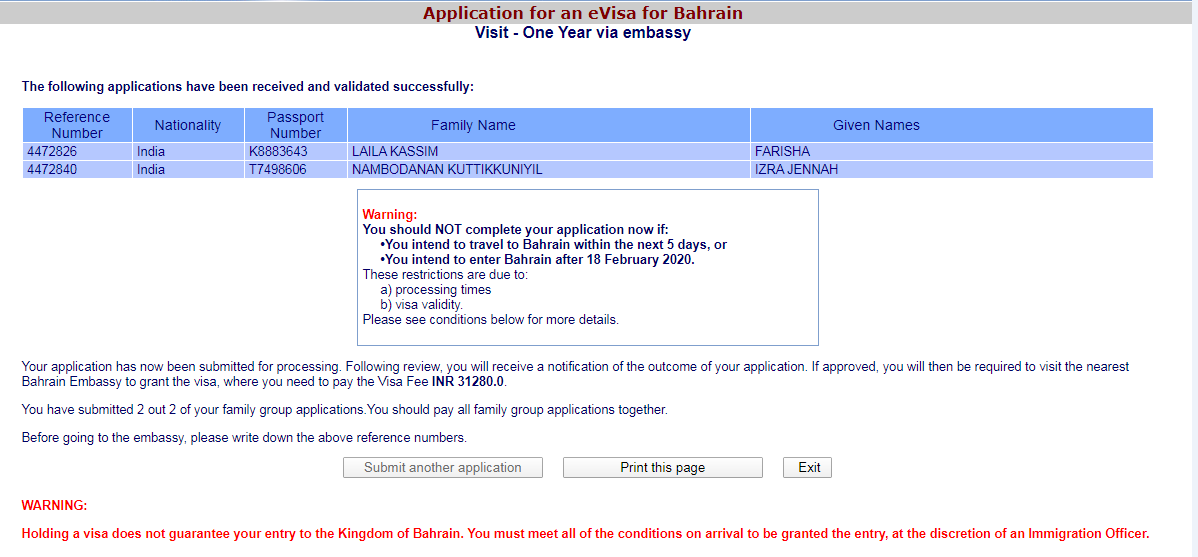 Application for an eVisa for Bahrain
Visit - One Year via embassy
The following applications have been received and validated successfully:
Reference Number Nationality Passport Number Family Name Given Names
4472826 India K8883643 LAILA KASSIM FARISHA
4472840 India T7498606 NAMBODANAN KUTTIKKUNIYIL IZRA JENNAH
Warning:
You should NOT complete your application now if:
•You intend to travel to Bahrain within the next 5 days, or
•You intend to enter Bahrain after 18 February 2020.
These restrictions are due to:
a) processing times
b) visa validity.
Please see conditions below for more details.
Your application has now been submitted for processing. Following review, you will receive a notification of the outcome of your application. If approved, you will then be required to visit the nearest
Bahrain Embassy to grant the visa, where you need to pay the Visa Fee INR 31280.0.
You have submitted 2 out 2 of your family group applications.You should pay all family group applications together.
Before going to the embassy, please write down the above reference numbers.
Submit another application Print this page Exit
WARNING:
Holding a visa does not guarantee your entry to the Kingdom of Bahrain. You must meet all of the conditions on arrival to be granted the entry, at the discretion of an Immigration Officer.